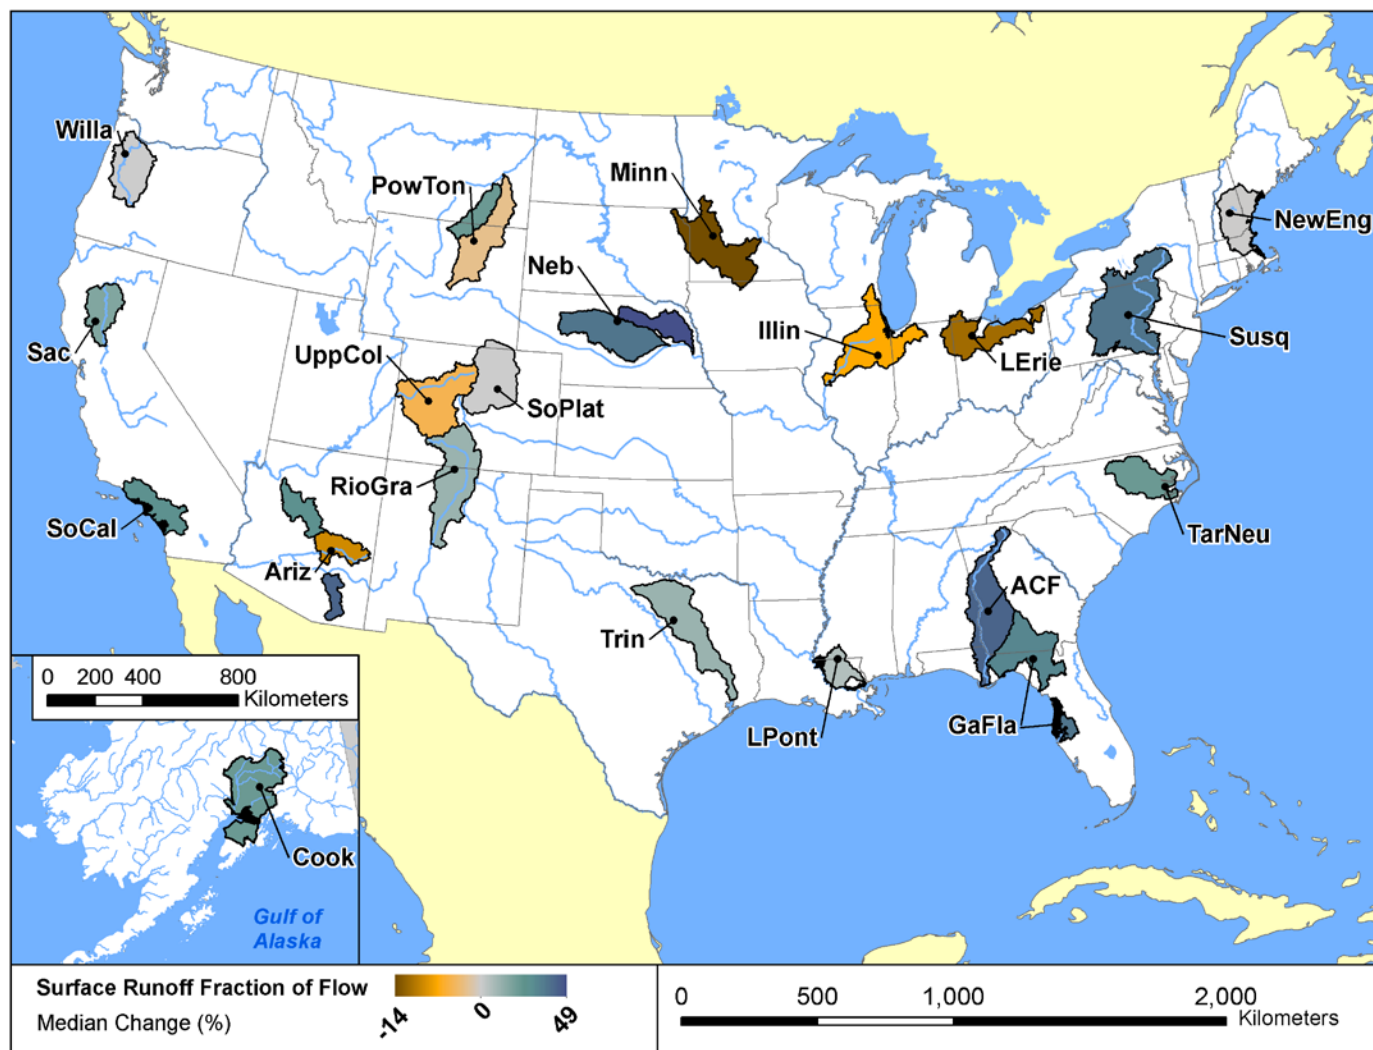 Willa
PowTon
Minn
NewEng
Neb
Illin
Susq
Sac
UppCol
LErie
SoPlat
RioGra
SoCal
TarNeu
Ariz
ACF
Trin
GaFla
LPont
0 200 400 800
Kilometers
Cook
Gulf of
Alaska
Surface Runoff Fraction of Flow
Median Change (%)
-14 0 49
0 500 1,000 2,000
Kilometers